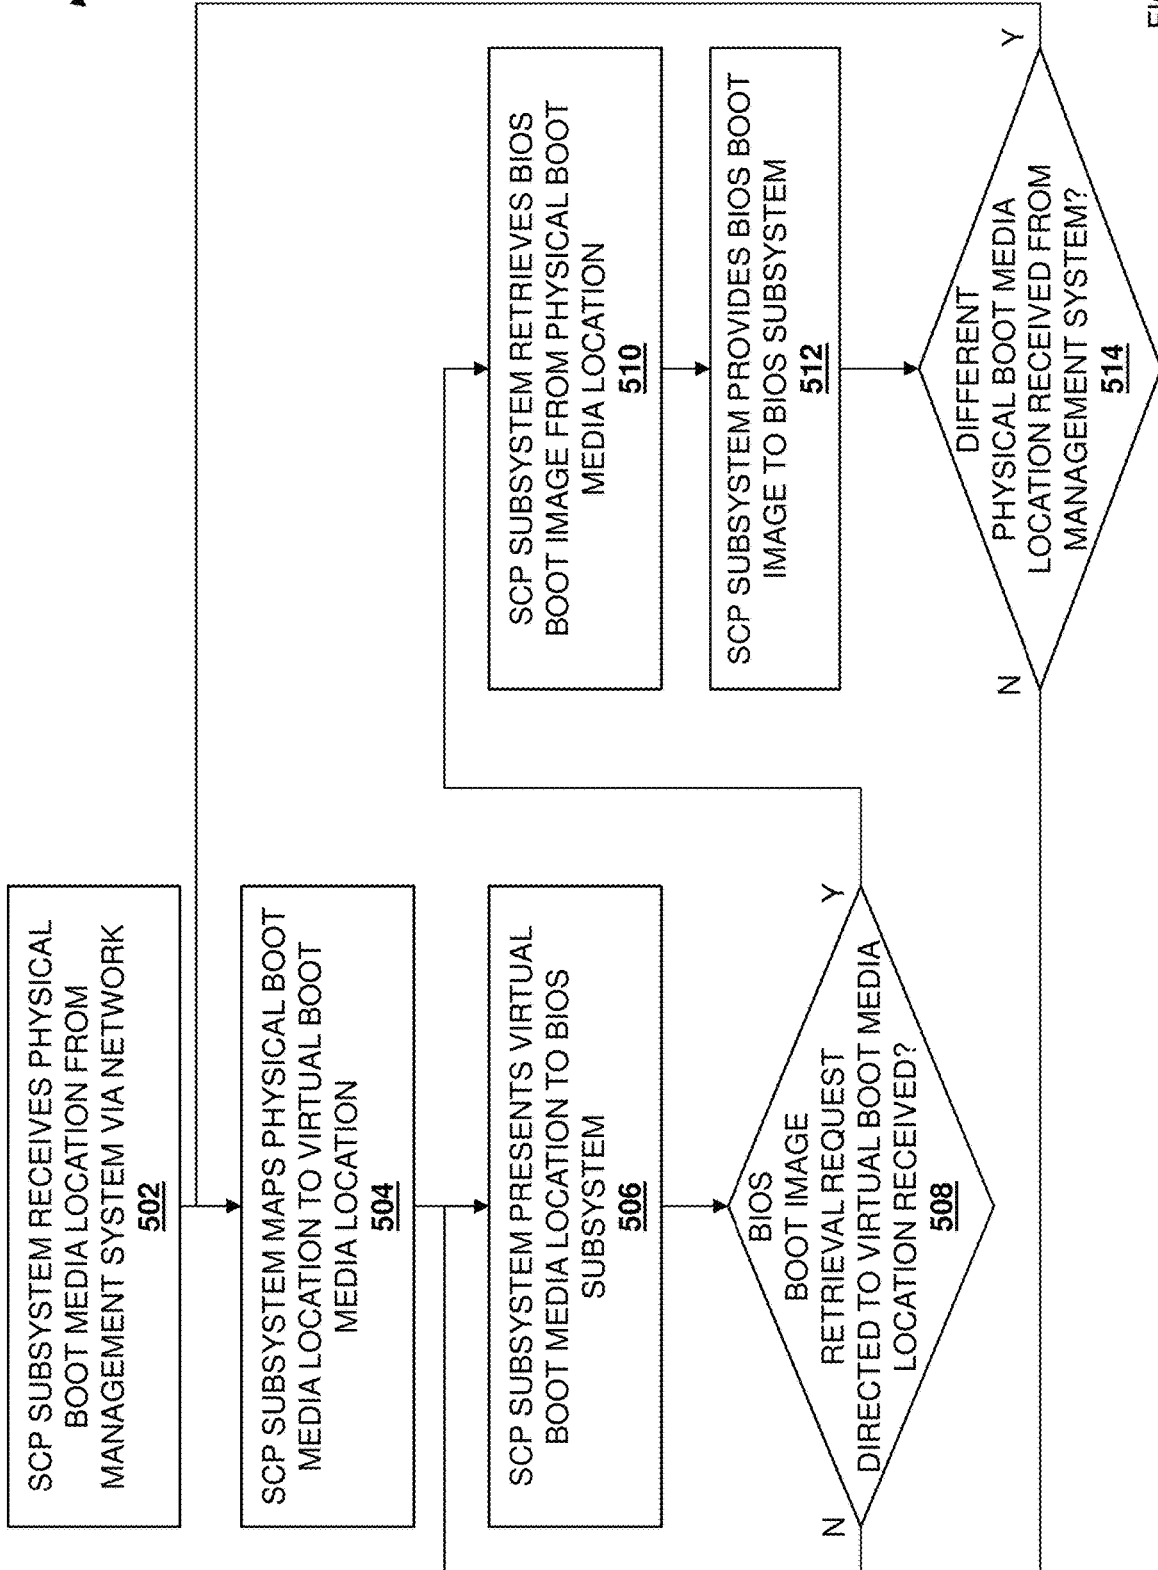 SCP SUBSYSTEM RECEIVES PHYSICAL
BOOT MEDIA LOCATION FROM
MANAGEMENT SYSTEM VIA NETWORK
502
SCP SUBSYSTEM MAPS PHYSICAL BOOT
MEDIA LOCATION TO VIRTUAL BOOT
MEDIA LOCATION
504
SCP SUBSYSTEM PRESENTS VIRTUAL
BOOT MEDIA LOCATION TO BIOS
SUBSYSTEM
506
BIOS
BOOT IMAGE
RETRIEVAL REQUEST
DIRECTED TO VIRTUAL BOOT MEDIA
LOCATION RECEIVED?
508
N
Y
SCP SUBSYSTEM RETRIEVES BIOS
BOOT IMAGE FROM PHYSICAL BOOT
MEDIA LOCATION
510
SCP SUBSYSTEM PROVIDES BIOS BOOT
IMAGE TO BIOS SUBSYSTEM
512
DIFFERENT
PHYSICAL BOOT MEDIA
LOCATION RECEIVED FROM
MANAGEMENT SYSTEM?
514
N
Y